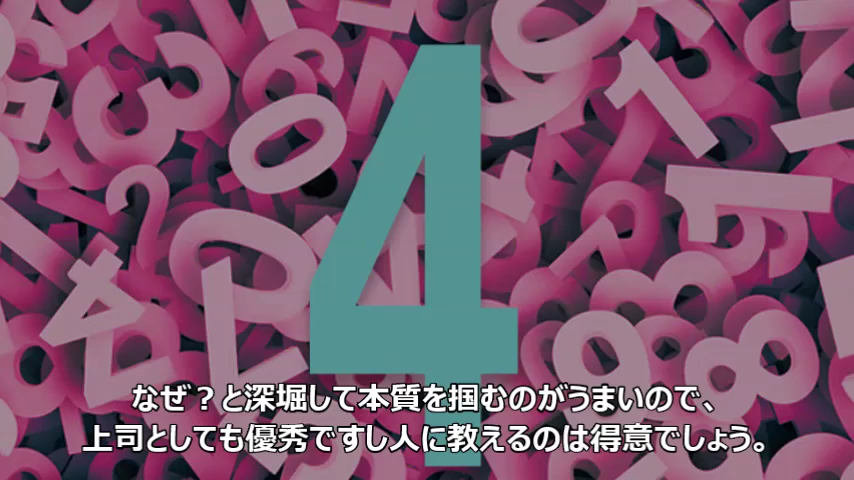 4
なぜ？と深堀して本質を掴むのがうまいので、
上司としても優秀ですし人に教えるのは得意でしょう。